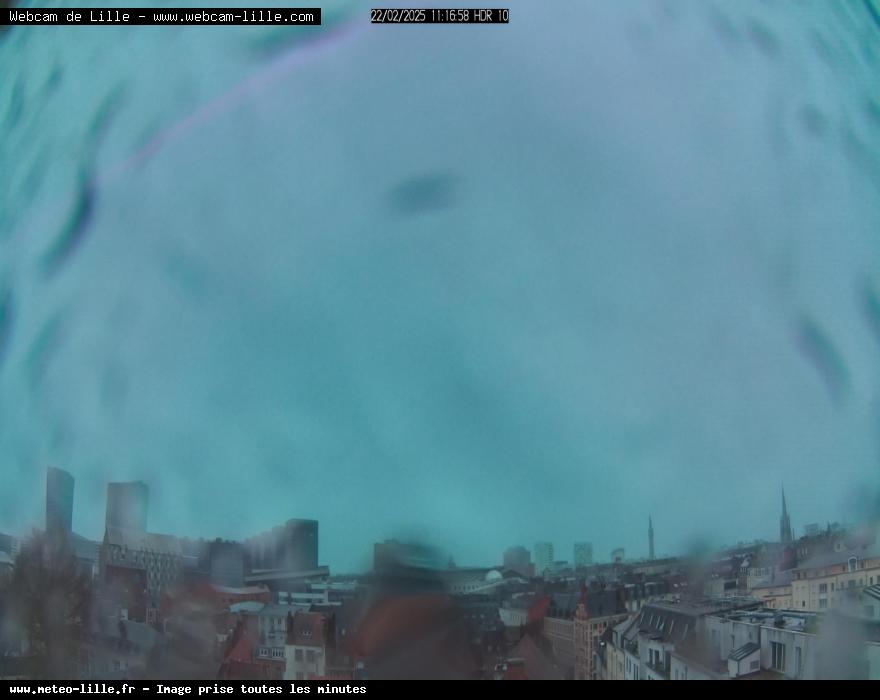 Webcam de Lille - www.webcam-lille.com
22/02/2025 11:16:58 HDR 10
www.meteo-lille.fr - Image prise toutes les minutes